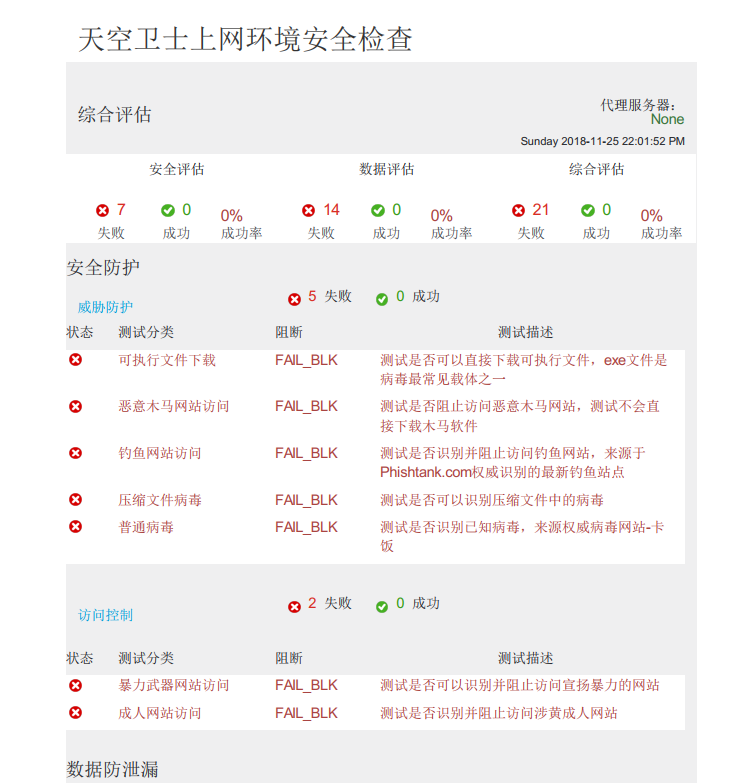 天空卫士上网环境安全检查
综合评估
代理服务器：
None
Sunday 2018-11-25 22:01:52 PM
安全评估 数据评估 综合评估
7 0 0% 14 0 0% 21 0 0%
失败 成功 成功率 失败 成功 成功率 失败 成功 成功率
安全防护
威胁防护 5 失败 0 成功
状态 测试分类 阻断 测试描述
可执行文件下载 FAIL_BLK 测试是否可以直接下载可执行文件，exe文件是
病毒最常见载体之一
恶意木马网站访问 FAIL_BLK 测试是否阻止访问恶意木马网站，测试不会直
接下载木马软件
钓鱼网站访问 FAIL_BLK 测试是否识别并阻止访问钓鱼网站，来源于
Phishtank.com权威识别的最新钓鱼站点
压缩文件病毒 FAIL_BLK 测试是否可以识别压缩文件中的病毒
普通病毒 FAIL_BLK 测试是否识别已知病毒，来源权威病毒网站-卡
饭
访问控制 2 失败 0 成功
状态 测试分类 阻断 测试描述
暴力武器网站访问 FAIL_BLK 测试是否可以识别并阻止访问宣扬暴力的网站
成人网站访问 FAIL_BLK 测试是否识别并阻止访问涉黄成人网站
数据防泄漏